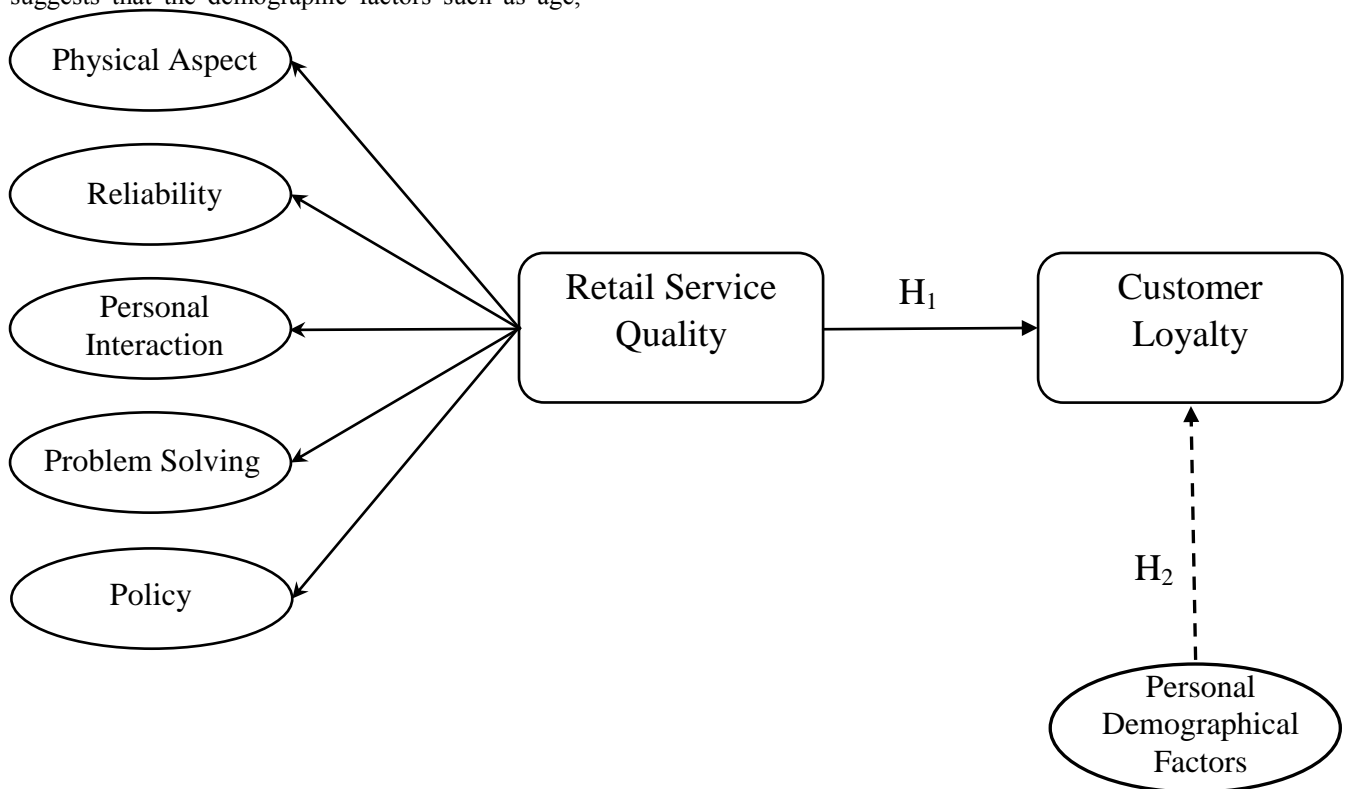 suggests that the demographic factors such as age,
Physical Aspect
Reliability
Personal
Interaction
Problem Solving
Policy
Retail Service
Quality
H₁
Customer
Loyalty
H₂
Personal
Demographical
Factors